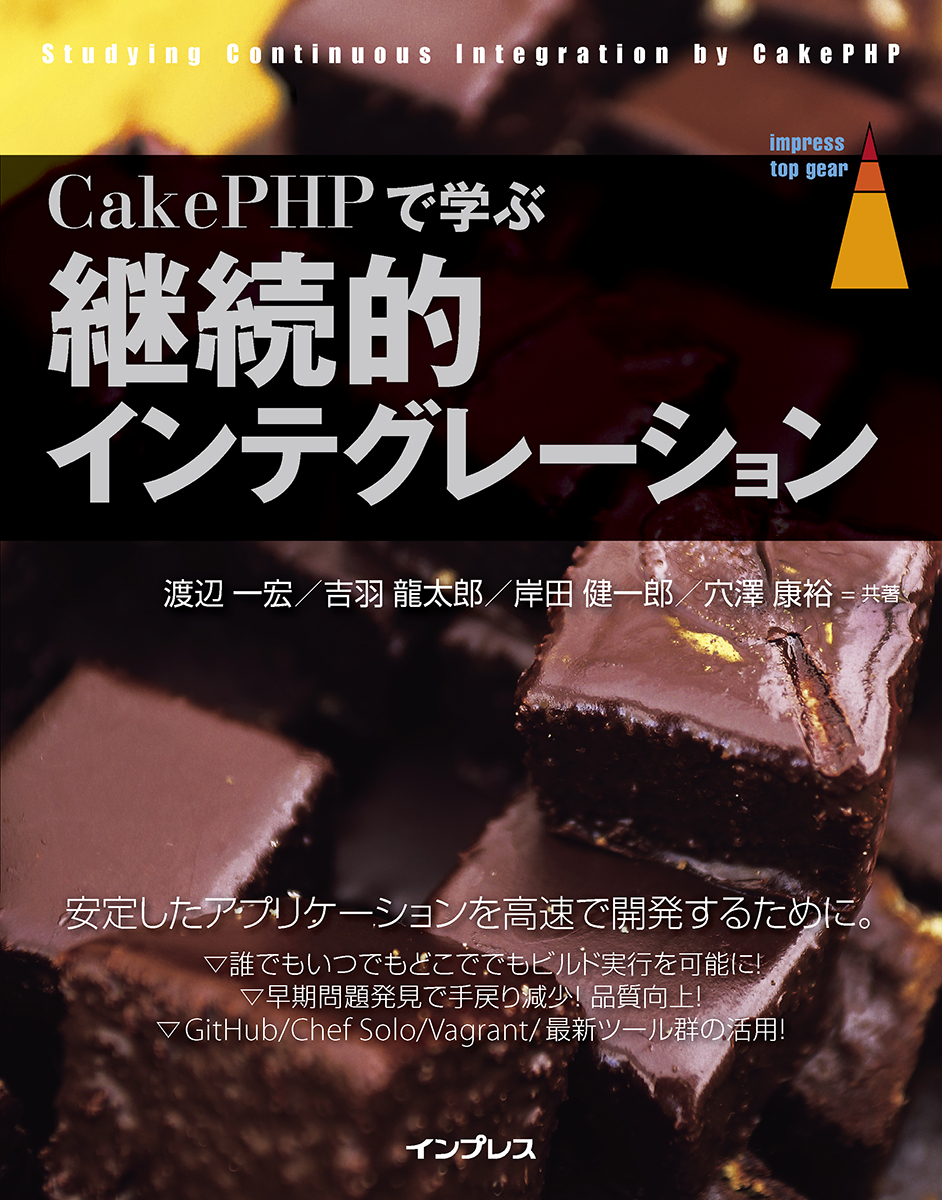 Studying Continuous Integration by CakePHP
impress
top gear
CakePHPで学ぶ
継続的
インテグレーション
渡辺 一宏／吉羽 龍太郎／岸田 健一郎／穴澤 康裕 = 共著
安定したアプリケーションを高速で開発するために。
▽誰でもいつでもどこででもビルド実行を可能に!
▽早期問題発見で手戻り減少! 品質向上!
▽GitHub/Chef Solo/Vagrant/最新ツール群の活用!
インプレス